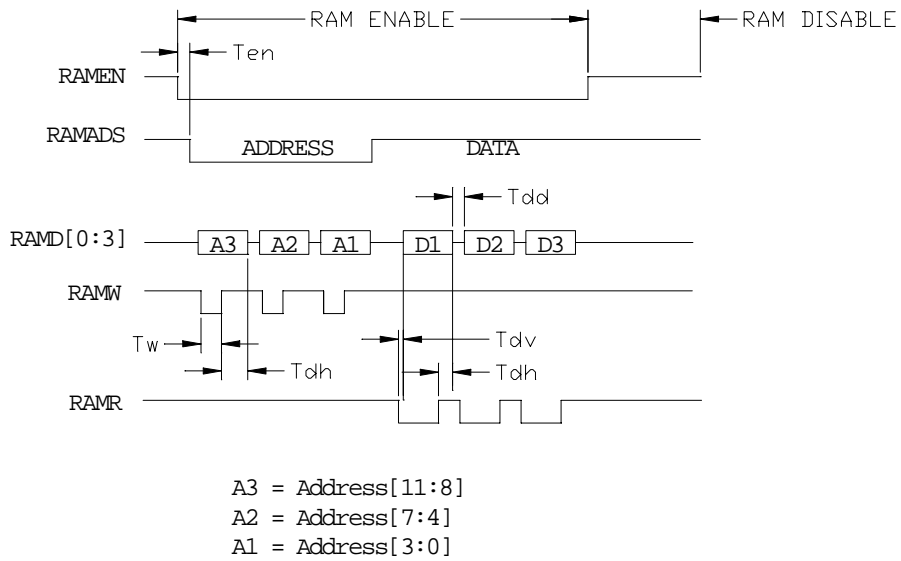 RAM ENABLE
RAM DISABLE
Ten
RAMEN
RAMADS
ADDRESS DATA
Tdd
RAMD[0:3] A3 A2 A1 D1 D2 D3
RAMW
Tw Tdv
Tdh Tdh
RAMR
A3 = Address[11:8]
A2 = Address[7:4]
A1 = Address[3:0]